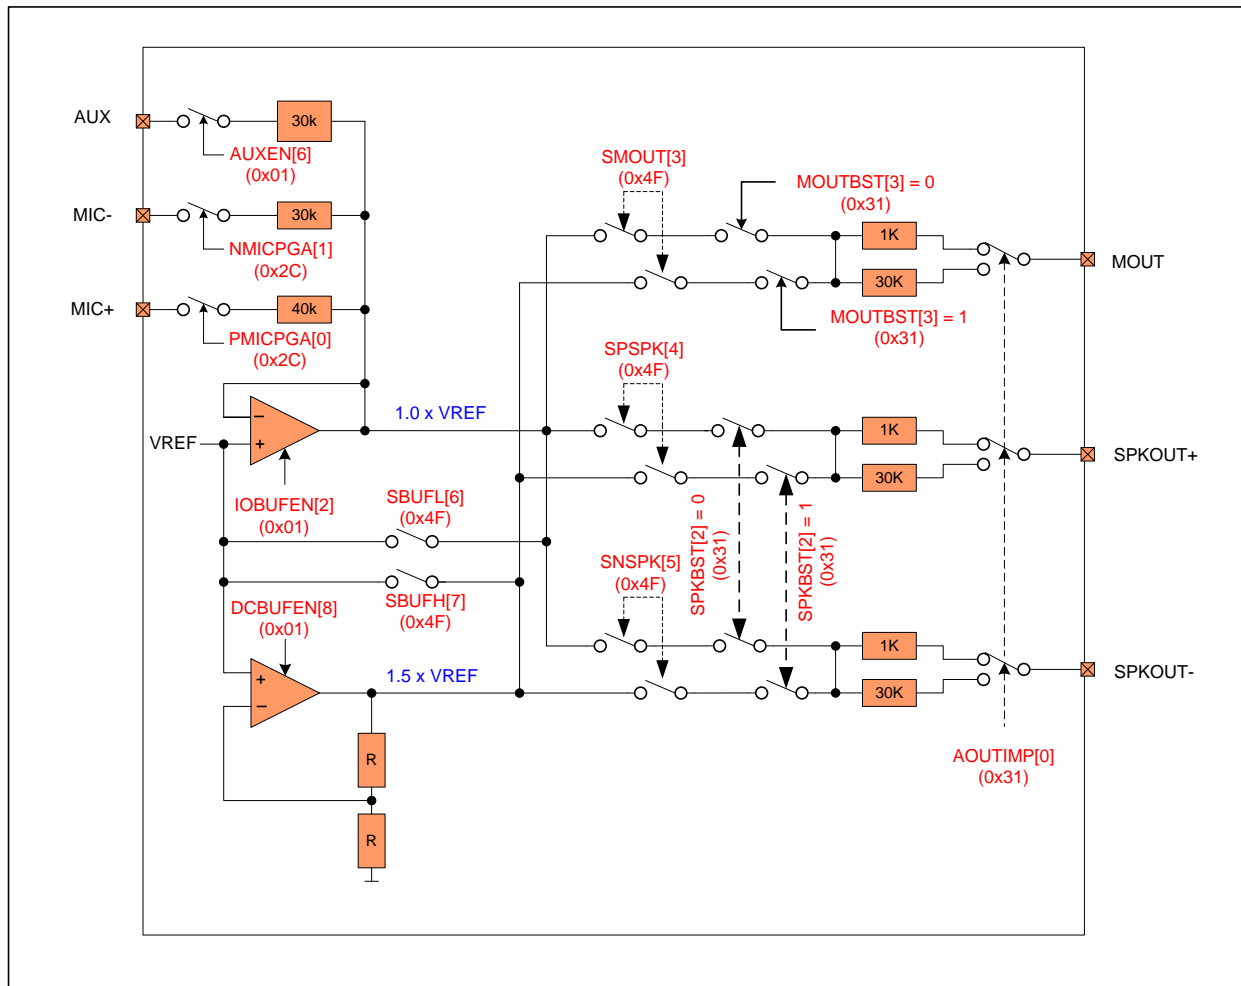 AUX
30k
AUXEN[6]
(0x01)
MIC-
30k
NMICPGA[1]
(0x2C)
MIC+
40k
PMICPGA[0]
(0x2C)
SMOUT[3]
(0x4F)
MOUTBST[3] = 0
(0x31)
1K
MOUT
30K
MOUTBST[3] = 1
(0x31)
SPSPK[4]
(0x4F)
1.0 x VREF
VREF
−
+
IOBUFEN[2]
(0x01)
1K
SPKOUT+
30K
SBUFL[6]
(0x4F)
SBUFH[7]
(0x4F)
SPKBST[2] = 0
(0x31)
SPKBST[2] = 1
(0x31)
SNSPK[5]
(0x4F)
DCBUFEN[8]
(0x01)
+
−
1.5 x VREF
1K
SPKOUT-
30K
R
R
AOUTIMP[0]
(0x31)